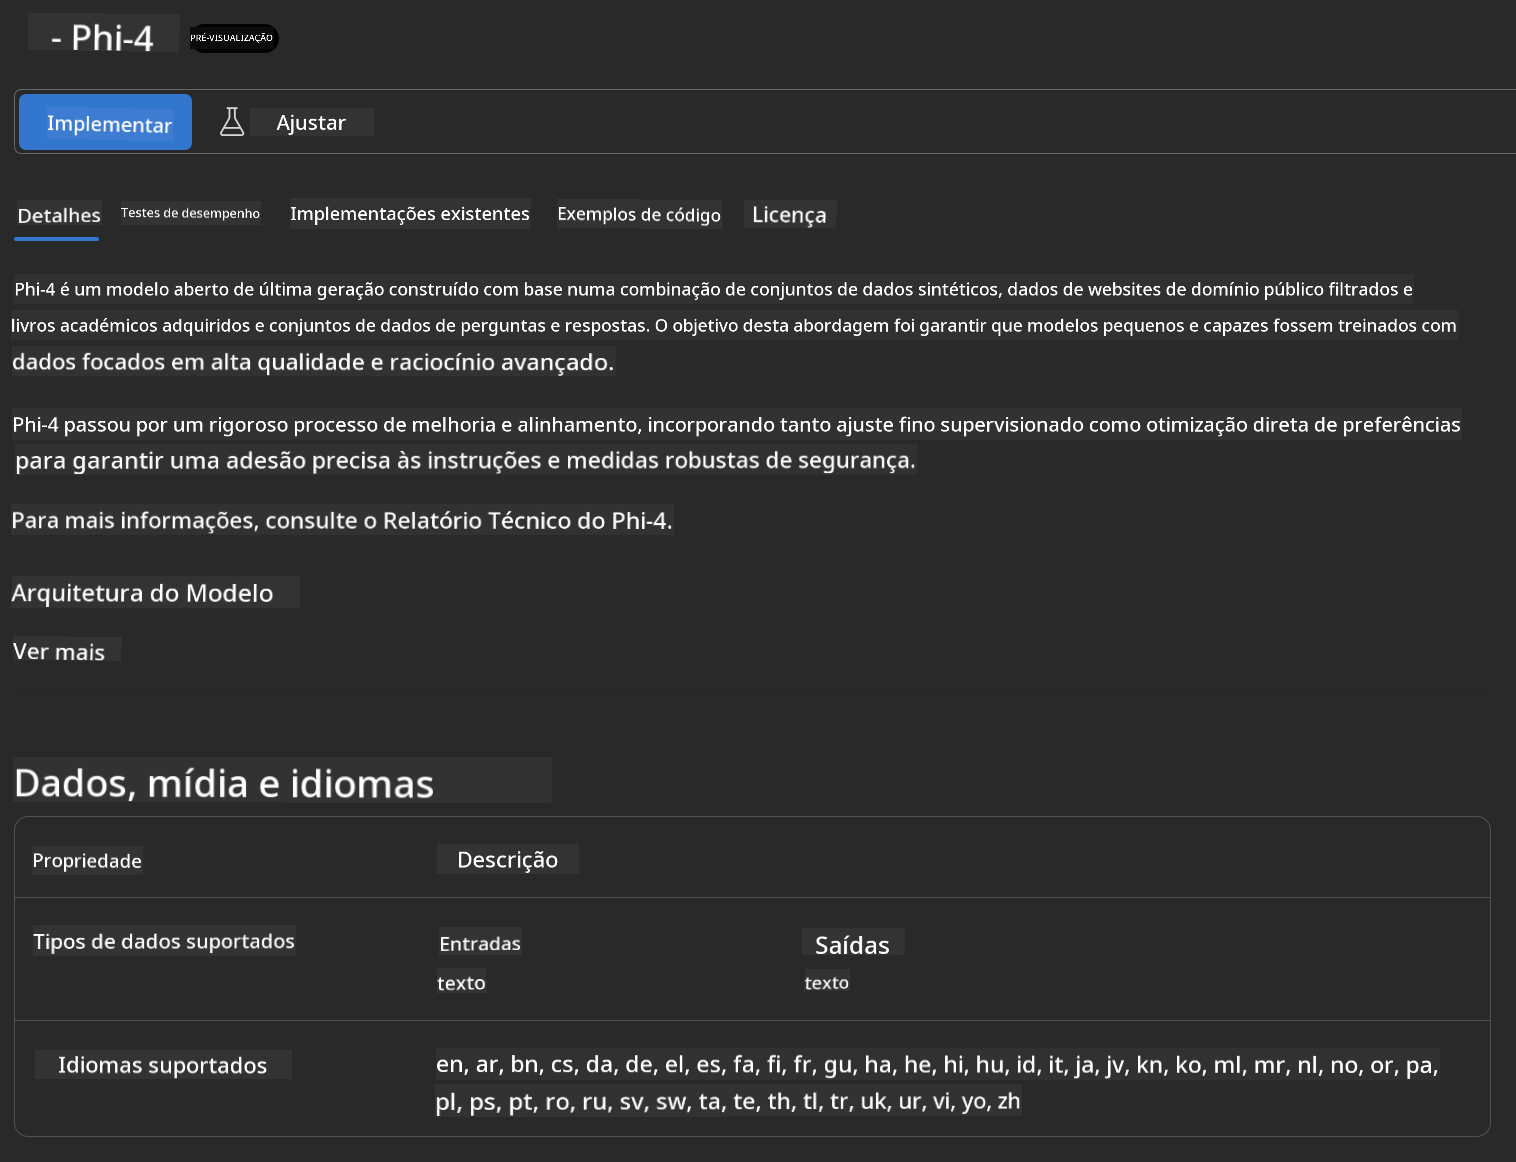 - Phi-4
PRÉ-VISUALIZAÇÃO
Implementar
Ajustar
Detalhes
Testes de desempenho
Implementações existentes
Exemplos de código
Licença
Phi-4 é um modelo aberto de última geração construído com base numa combinação de conjuntos de dados sintéticos, dados de websites de domínio público filtrados e
livros académicos adquiridos e conjuntos de dados de perguntas e respostas. O objetivo desta abordagem foi garantir que modelos pequenos e capazes fossem treinados com
dados focados em alta qualidade e raciocínio avançado.
Phi-4 passou por um rigoroso processo de melhoria e alinhamento, incorporando tanto ajuste fino supervisionado como otimização direta de preferências
para garantir uma adesão precisa às instruções e medidas robustas de segurança.
Para mais informações, consulte o Relatório Técnico do Phi-4.
Arquitetura do Modelo
Ver mais
Dados, mídia e idiomas
Propriedade
Descrição
Tipos de dados suportados
Entradas
Saídas
texto
texto
Idiomas suportados
en, ar, bn, cs, da, de, el, es, fa, fi, fr, gu, ha, he, hi, hu, id, it, ja, jv, kn, ko, ml, mr, nl, no, or, pa,
pl, ps, pt, ro, ru, sv, sw, ta, te, th, tl, tr, uk, ur, vi, yo, zh